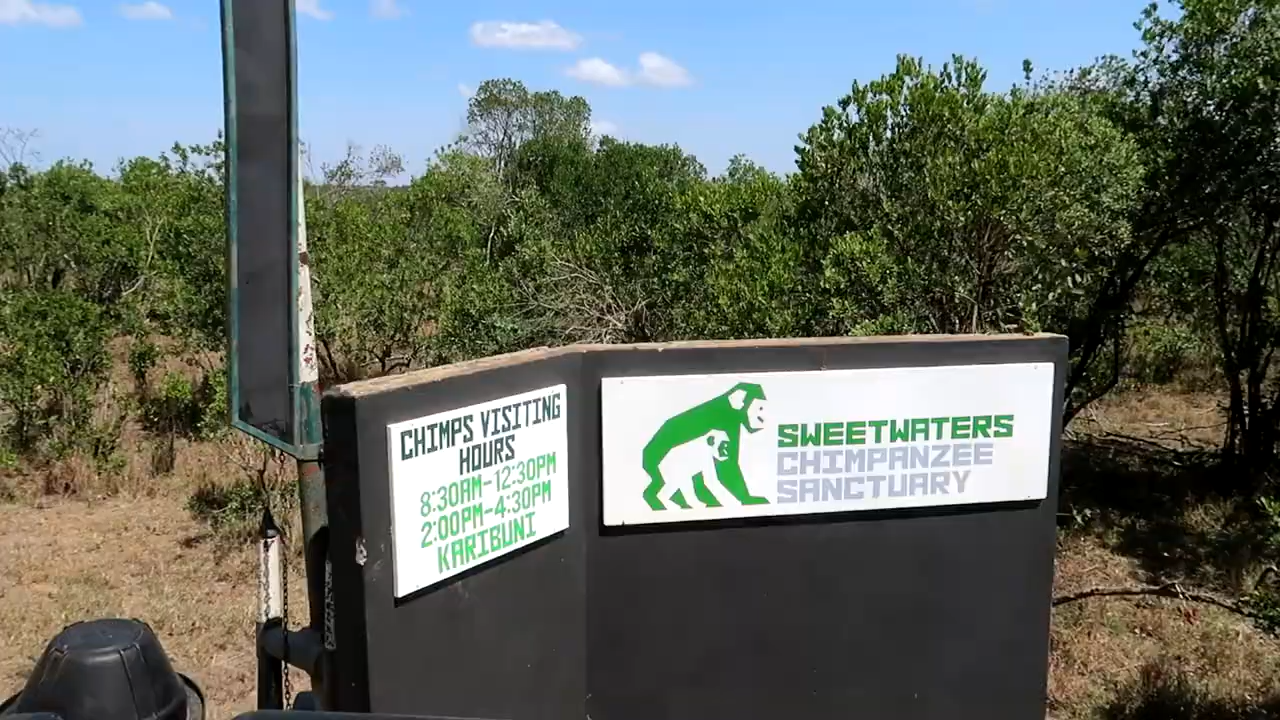 CHIMPS VISITING
HOURS
8:30AM-12:30PM
2:00PM-4:30PM
KARIBUNI
SWEETWATERS
CHIMPANZEE
SANCTUARY